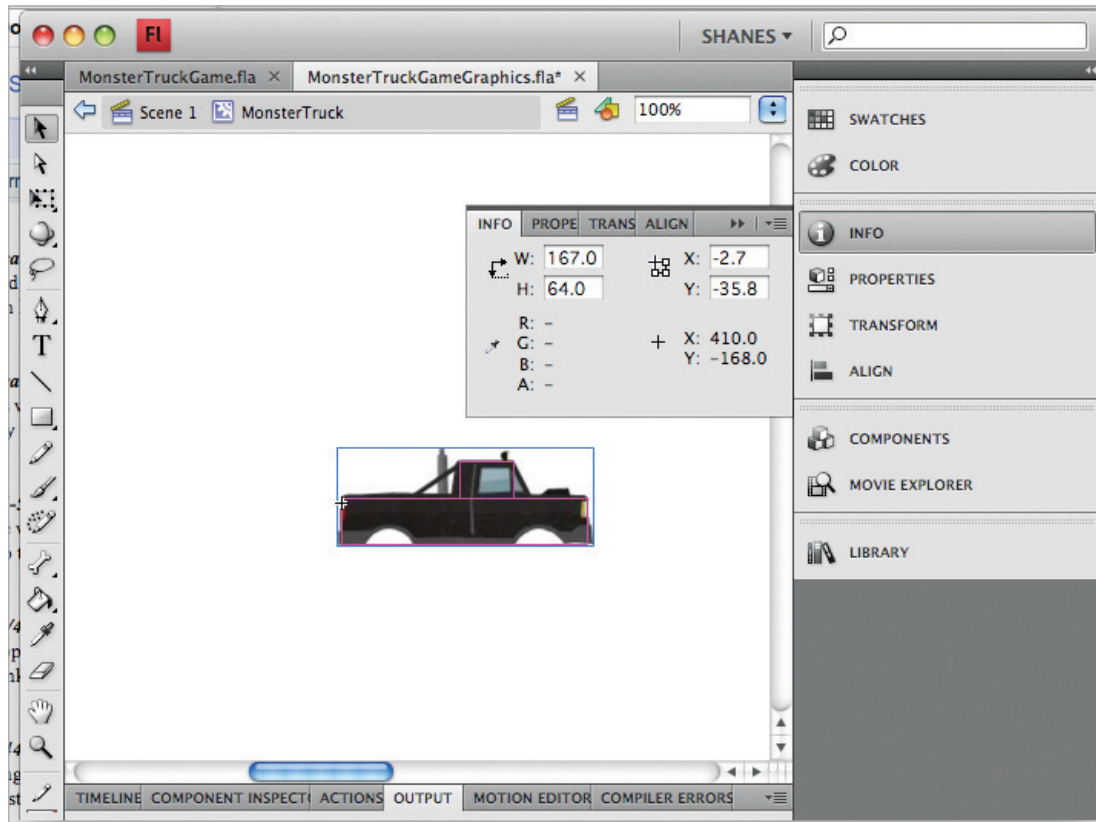 Fl SHANES
MonsterTruckGame.fla × MonsterTruckGameGraphics.fla* ×
Scene 1 MonsterTruck 100%
SWATCHES
COLOR
INFO PROPE TRANS ALIGN
W: 167.0 X: -2.7
H: 64.0 Y: -35.8
R: –
G: – X: 410.0
B: – Y: -168.0
A: –
INFO
PROPERTIES
TRANSFORM
ALIGN
COMPONENTS
MOVIE EXPLORER
LIBRARY
T
TIMELINE COMPONENT INSPECT ACTIONS OUTPUT MOTION EDITOR COMPILER ERRORS